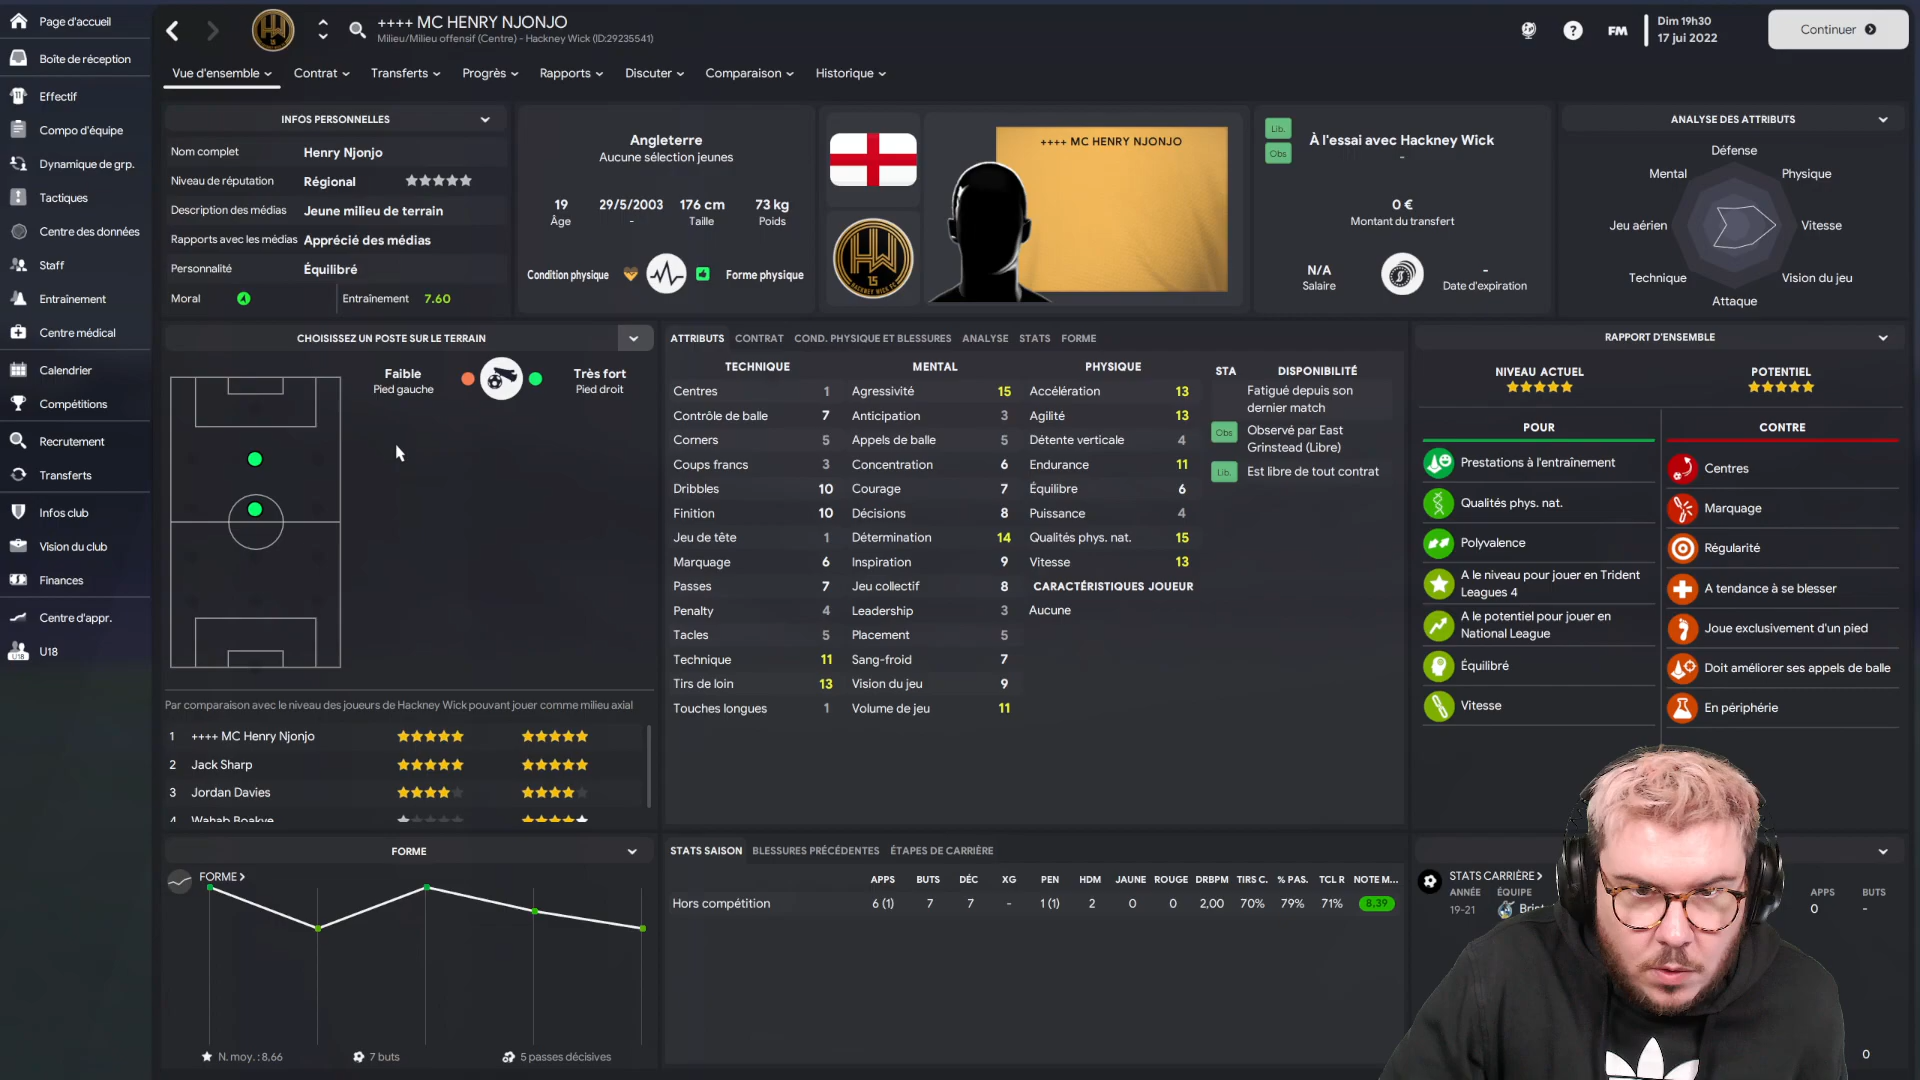 Page d'accueil
Boîte de réception
Effectif
Compo d'équipe
Dynamique de grp.
Tactiques
Centre des données
Staff
Entraînement
Centre médical
Calendrier
Compétitions
Recrutement
Transferts
Infos club
Vision du club
Finances
Centre d'appr.
U18
++++ MC HENRY NJONJO
Milieu/Milieu offensif (Centre) - Hackney Wick (ID:29235541)
FM
Dim 19h30
17 jui 2022
Continuer
Vue d'ensemble Contrat Transferts Progrès Rapports Discuter Comparaison Historique
INFOS PERSONNELLES
Nom complet Henry Njonjo
Niveau de réputation Régional
Description des médias Jeune milieu de terrain
Rapports avec les médias Apprécié des médias
Personnalité Équilibré
Moral Entraînement 7.60
Angleterre
Aucune sélection jeunes
19 29/5/2003 176 cm 73 kg
Âge - Taille Poids
Condition physique Forme physique
++++ MC HENRY NJONJO
HACKNEY WICK FC
Lib.
Obs
À l'essai avec Hackney Wick
-
0 €
Montant du transfert
N/A -
Salaire Date d'expiration
ANALYSE DES ATTRIBUTS
Défense
Mental Physique
Jeu aérien Vitesse
Technique Vision du jeu
Attaque
CHOISISSEZ UN POSTE SUR LE TERRAIN
Faible Très fort
Pied gauche Pied droit
Par comparaison avec le niveau des joueurs de Hackney Wick pouvant jouer comme milieu axial
1 ++++ MC Henry Njonjo
2 Jack Sharp
3 Jordan Davies
4 Wahab Boakye
ATTRIBUTS CONTRAT COND. PHYSIQUE ET BLESSURES ANALYSE STATS FORME
TECHNIQUE MENTAL PHYSIQUE STA DISPONIBILITÉ
Centres 1 Agressivité 15 Accélération 13
Contrôle de balle 7 Anticipation 3 Agilité 13
Corners 5 Appels de balle 5 Détente verticale 4
Coups francs 3 Concentration 6 Endurance 11
Dribbles 10 Courage 7 Équilibre 6
Finition 10 Décisions 8 Puissance 4
Jeu de tête 1 Détermination 14 Qualités phys. nat. 15
Marquage 6 Inspiration 9 Vitesse 13
Passes 7 Jeu collectif 8 CARACTÉRISTIQUES JOUEUR
Penalty 4 Leadership 3 Aucune
Tacles 5 Placement 5
Technique 11 Sang-froid 7
Tirs de loin 13 Vision du jeu 9
Touches longues 1 Volume de jeu 11
Fatigué depuis son
dernier match
Obs Observé par East
Grinstead (Libre)
Lib. Est libre de tout contrat
RAPPORT D'ENSEMBLE
NIVEAU ACTUEL POTENTIEL
POUR CONTRE
Prestations à l'entraînement
Qualités phys. nat.
Polyvalence
A le niveau pour jouer en Trident
Leagues 4
A le potentiel pour jouer en
National League
Équilibré
Vitesse
Centres
Marquage
Régularité
A tendance à se blesser
Joue exclusivement d'un pied
Doit améliorer ses appels de balle
En périphérie
FORME
FORME
N. moy. : 8,66 7 buts 5 passes décisives
STATS SAISON BLESSURES PRÉCÉDENTES ÉTAPES DE CARRIÈRE
APPS BUTS DÉC XG PEN HDM JAUNE ROUGE DRBPM TIRS C. % PAS. TCL R NOTE M...
Hors compétition 6 (1) 7 7 - 1 (1) 2 0 0 2,00 70% 79% 71% 8,39
STATS CARRIÈRE
ANNÉE ÉQUIPE APPS BUTS
19-21 0 -
0